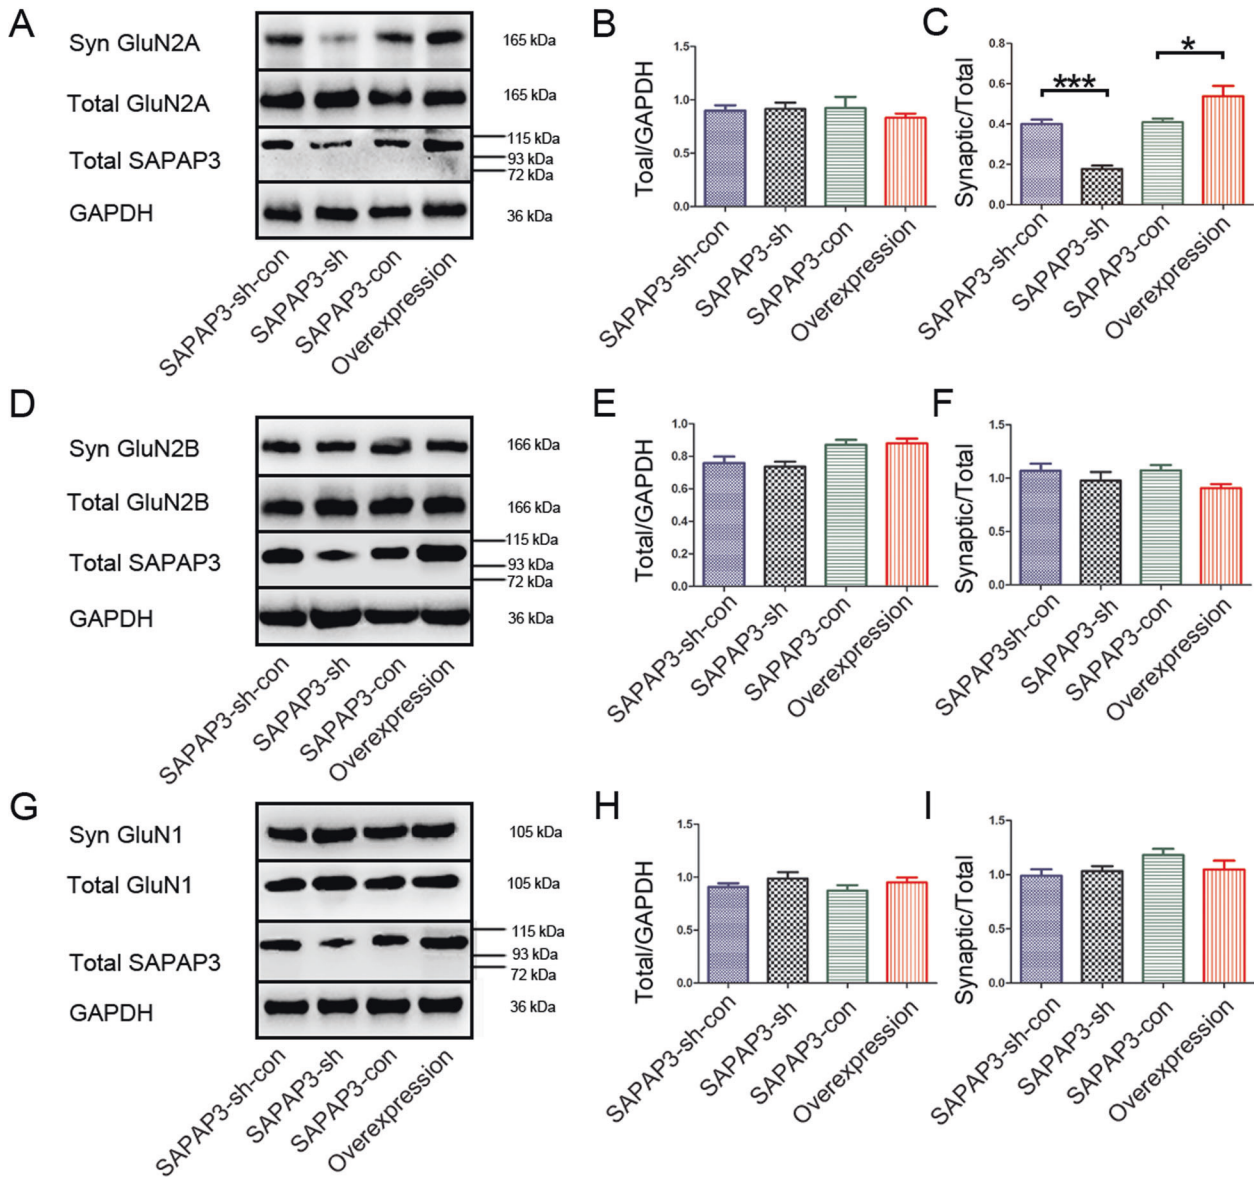 A
Syn GluN2A
165 kDa
Total GluN2A
165 kDa
Total SAPAP3
115 kDa
93 kDa
72 kDa
GAPDH
36 kDa
SAPAP3-sh-con
SAPAP3-sh
SAPAP3-con
Overexpression
B
Toal/GAPDH
1.5
1.0
0.5
0.0
SAPAP3-sh-con
SAPAP3-sh
SAPAP3-con
Overexpression
C
Synaptic/Total
0.8
0.6
0.4
0.2
0.0
***
*
SAPAP3-sh-con
SAPAP3-sh
SAPAP3-con
Overexpression
D
Syn GluN2B
166 kDa
Total GluN2B
166 kDa
Total SAPAP3
115 kDa
93 kDa
72 kDa
GAPDH
36 kDa
SAPAP3-sh-con
SAPAP3-sh
SAPAP3-con
Overexpression
E
Total/GAPDH
1.0
0.8
0.6
0.4
0.2
0.0
SAPAP3-sh-con
SAPAP3-sh
SAPAP3-con
Overexpression
F
Synaptic/Total
1.5
1.0
0.5
0.0
SAPAP3sh-con
SAPAP3-sh
SAPAP3-con
Overexpression
G
Syn GluN1
105 kDa
Total GluN1
105 kDa
Total SAPAP3
115 kDa
93 kDa
72 kDa
GAPDH
36 kDa
SAPAP3-sh-con
SAPAP3-sh
SAPAP3-con
Overexpression
H
Total/GAPDH
1.5
1.0
0.5
0.0
SAPAP3-sh-con
SAPAP3-sh
SAPAP3-con
Overexpression
I
Synaptic/Total
1.5
1.0
0.5
0.0
SAPAP3-sh-con
SAPAP3-sh
SAPAP3-con
Overexpression